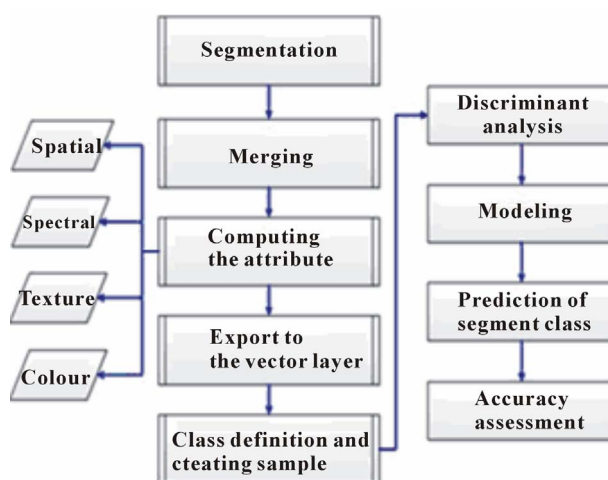 Segmentation
Merging
Computing
the attribute
Export to
the vector layer
Class definition and
cteating sample
Spatial
Spectral
Texture
Colour
Discriminant
analysis
Modeling
Prediction of
segment class
Accuracy
assessment